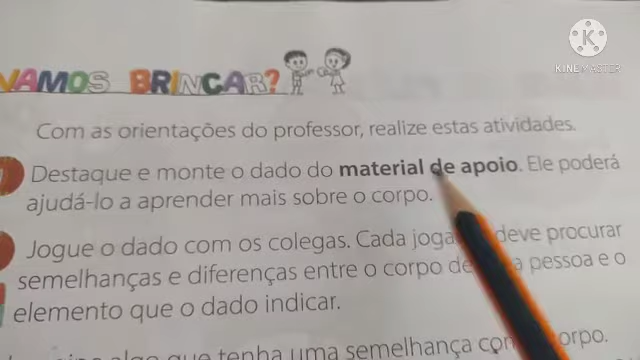 VAMOS BRINCAR?
KINEMASTER
Com as orientações do professor, realize estas atividades.
Destaque e monte o dado do material de apoio. Ele poderá
ajudá-lo a aprender mais sobre o corpo.
Jogue o dado com os colegas. Cada deve procurar
semelhanças e diferenças entre o corpo pessoa e o
elemento que o dado indicar.
algo que tenha uma semelhança corpo.